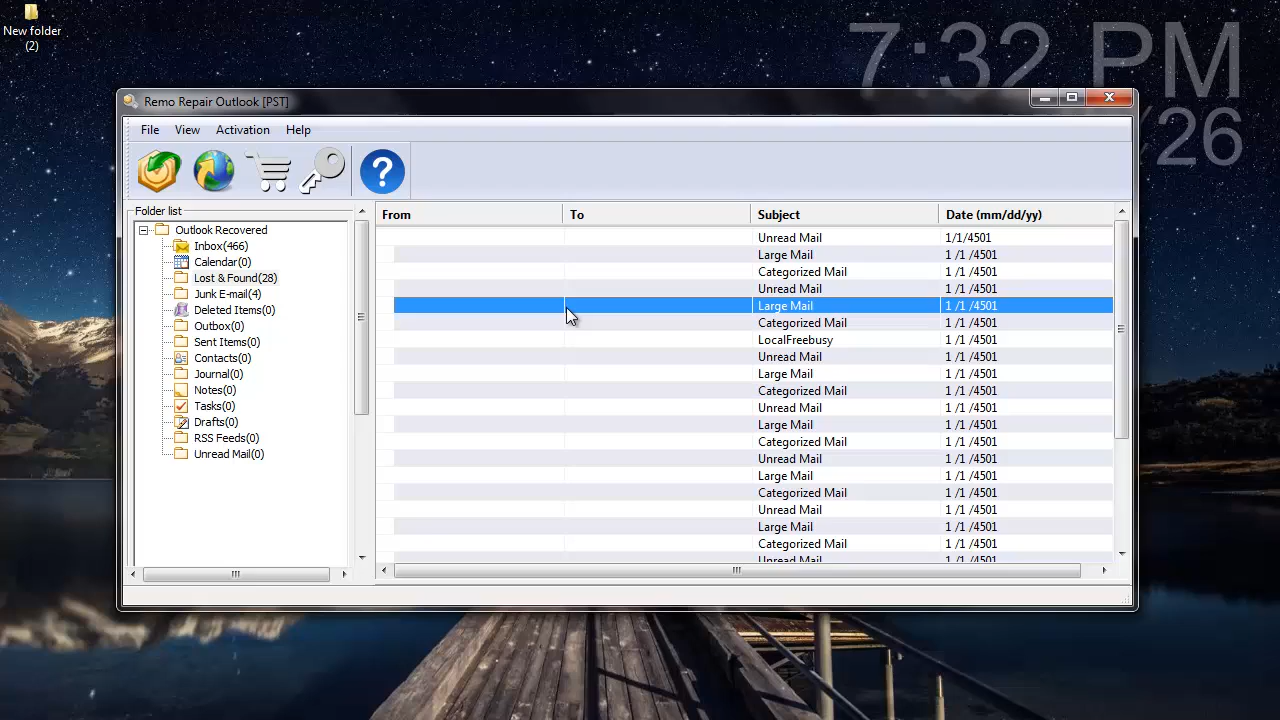 New folder
(2)
7:32 PM
/26
Remo Repair Outlook [PST]
File View Activation Help
Folder list
Outlook Recovered
Inbox(466)
Calendar(0)
Lost & Found(28)
Junk E-mail(4)
Deleted Items(0)
Outbox(0)
Sent Items(0)
Contacts(0)
Journal(0)
Notes(0)
Tasks(0)
Drafts(0)
RSS Feeds(0)
Unread Mail(0)
From To Subject Date (mm/dd/yy)
Unread Mail 1/1/4501
Large Mail 1 /1 /4501
Categorized Mail 1 /1 /4501
Unread Mail 1 /1 /4501
Large Mail 1 /1 /4501
Categorized Mail 1 /1 /4501
LocalFreebusy 1 /1 /4501
Unread Mail 1 /1 /4501
Large Mail 1 /1 /4501
Categorized Mail 1 /1 /4501
Unread Mail 1 /1 /4501
Large Mail 1 /1 /4501
Categorized Mail 1 /1 /4501
Unread Mail 1 /1 /4501
Large Mail 1 /1 /4501
Categorized Mail 1 /1 /4501
Unread Mail 1 /1 /4501
Large Mail 1 /1 /4501
Categorized Mail 1 /1 /4501
Unread Mail 1 /1 /4501